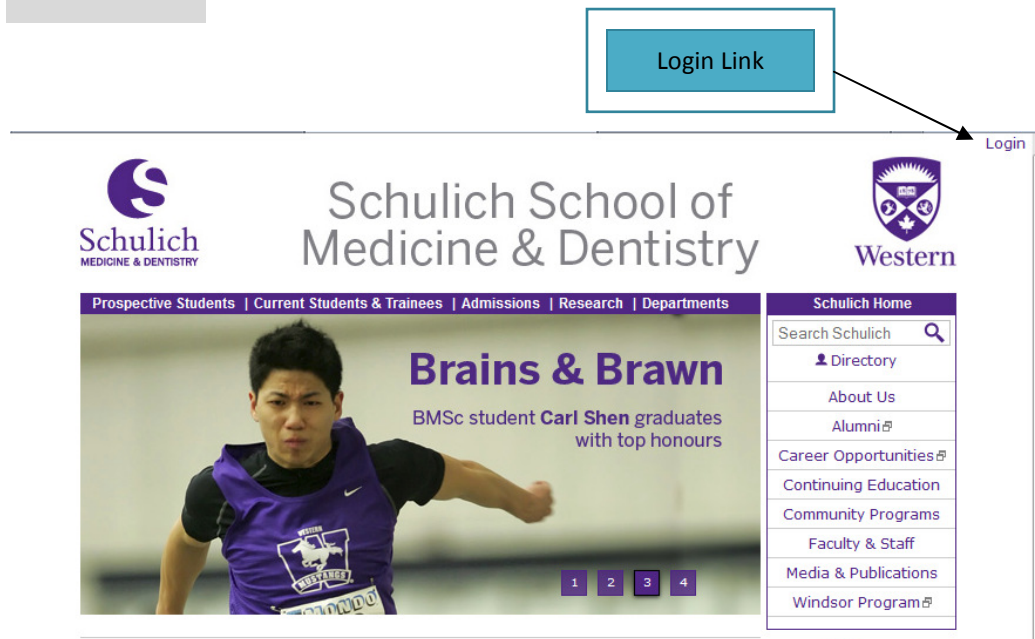 Login Link
Login
Schulich
MEDICINE & DENTISTRY
Schulich School of
Medicine & Dentistry
Western
Prospective Students | Current Students & Trainees | Admissions | Research | Departments
Brains & Brawn
BMSc student Carl Shen graduates
with top honours
WESTERN
W
MUSTANGS
MONDO
1 2 3 4
Schulich Home
Search Schulich
Directory
About Us
Alumni
Career Opportunities
Continuing Education
Community Programs
Faculty & Staff
Media & Publications
Windsor Program